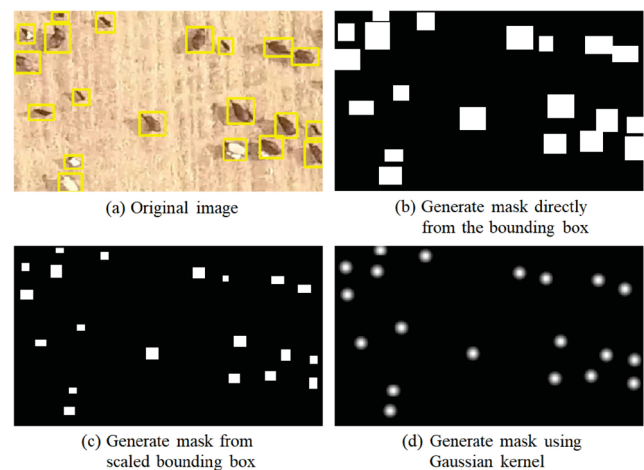 (a) Original image
(b) Generate mask directly
from the bounding box
(c) Generate mask from
scaled bounding box
(d) Generate mask using
Gaussian kernel